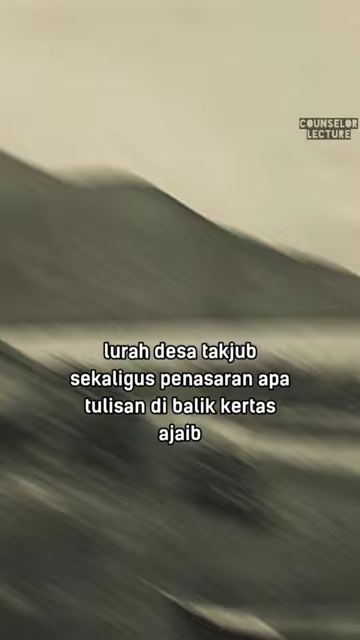 COUNSELOR
LECTURE
lurah desa takjub
sekaligus penasaran apa
tulisan di balik kertas
ajaib